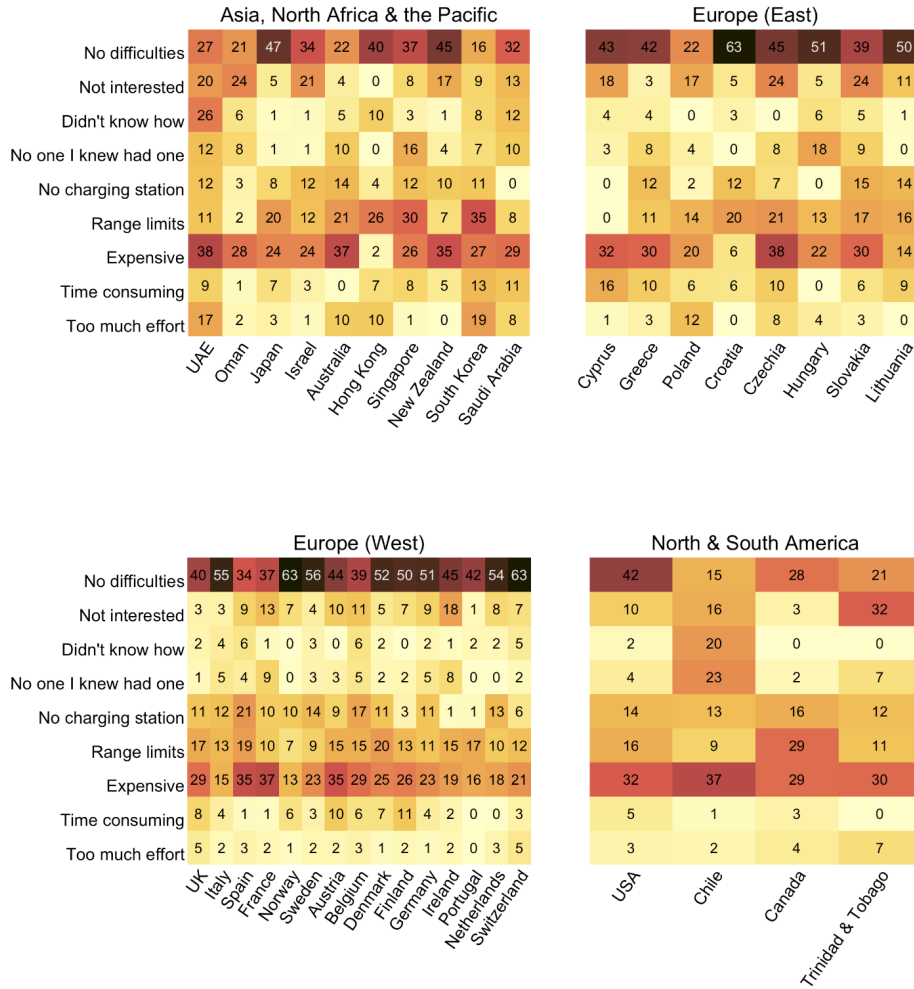 Asia, North Africa & the Pacific
No difficulties 27 21 47 34 22 40 37 45 16 32
Not interested 20 24 5 21 4 0 8 17 9 13
Didn't know how 26 6 1 1 5 10 3 1 8 12
No one I knew had one 12 8 1 1 10 0 16 4 7 10
No charging station 12 3 8 12 14 4 12 10 11 0
Range limits 11 2 20 12 21 26 30 7 35 8
Expensive 38 28 24 24 37 2 26 35 27 29
Time consuming 9 1 7 3 0 7 8 5 13 11
Too much effort 17 2 3 1 10 10 1 0 19 8
UAE Oman Japan Israel Australia Hong Kong Singapore New Zealand South Korea Saudi Arabia
Europe (East)
43 42 22 63 45 51 39 50
18 3 17 5 24 5 24 11
4 4 0 3 0 6 5 1
3 8 4 0 8 18 9 0
0 12 2 12 7 0 15 14
0 11 14 20 21 13 17 16
32 30 20 6 38 22 30 14
16 10 6 6 10 0 6 9
1 3 12 0 8 4 3 0
Cyprus Greece Poland Croatia Czechia Hungary Slovakia Lithuania
Europe (West)
No difficulties 40 55 34 37 63 56 44 39 52 50 51 45 42 54 63
Not interested 3 3 9 13 7 4 10 11 5 7 9 18 1 8 7
Didn't know how 2 4 6 1 0 3 0 6 2 0 2 1 2 2 5
No one I knew had one 1 5 4 9 0 3 3 5 2 2 5 8 0 0 2
No charging station 11 12 21 10 10 14 9 17 11 3 11 1 1 13 6
Range limits 17 13 19 10 7 9 15 15 20 13 11 15 17 10 12
Expensive 29 15 35 37 13 23 35 29 25 26 23 19 16 18 21
Time consuming 8 4 1 1 6 3 10 6 7 11 4 2 0 0 3
Too much effort 5 2 3 2 1 2 2 3 2 1 2 1 2 0 3 5
UK Italy Spain France Norway Sweden Austria Belgium Denmark Finland Germany Ireland Portugal Netherlands Switzerland
North & South America
42 15 28 21
10 16 3 32
2 20 0 0
4 23 2 7
14 13 16 12
16 9 29 11
32 37 29 30
5 1 3 0
3 2 4 7
USA Chile Canada Trinidad & Tobago